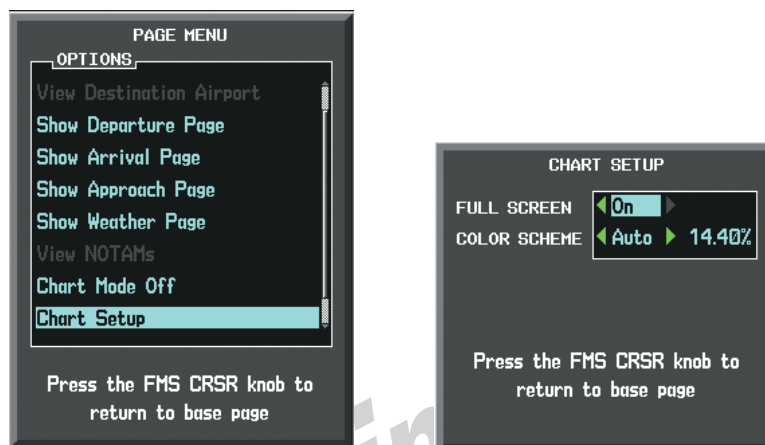 PAGE MENU
OPTIONS
View Destination Airport
Show Departure Page
Show Arrival Page
Show Approach Page
Show Weather Page
View NOTAMs
Chart Mode Off
Chart Setup
Press the FMS CRSR knob to
return to base page
CHART SETUP
FULL SCREEN On
COLOR SCHEME Auto 14.40%
Press the FMS CRSR knob to
return to base page